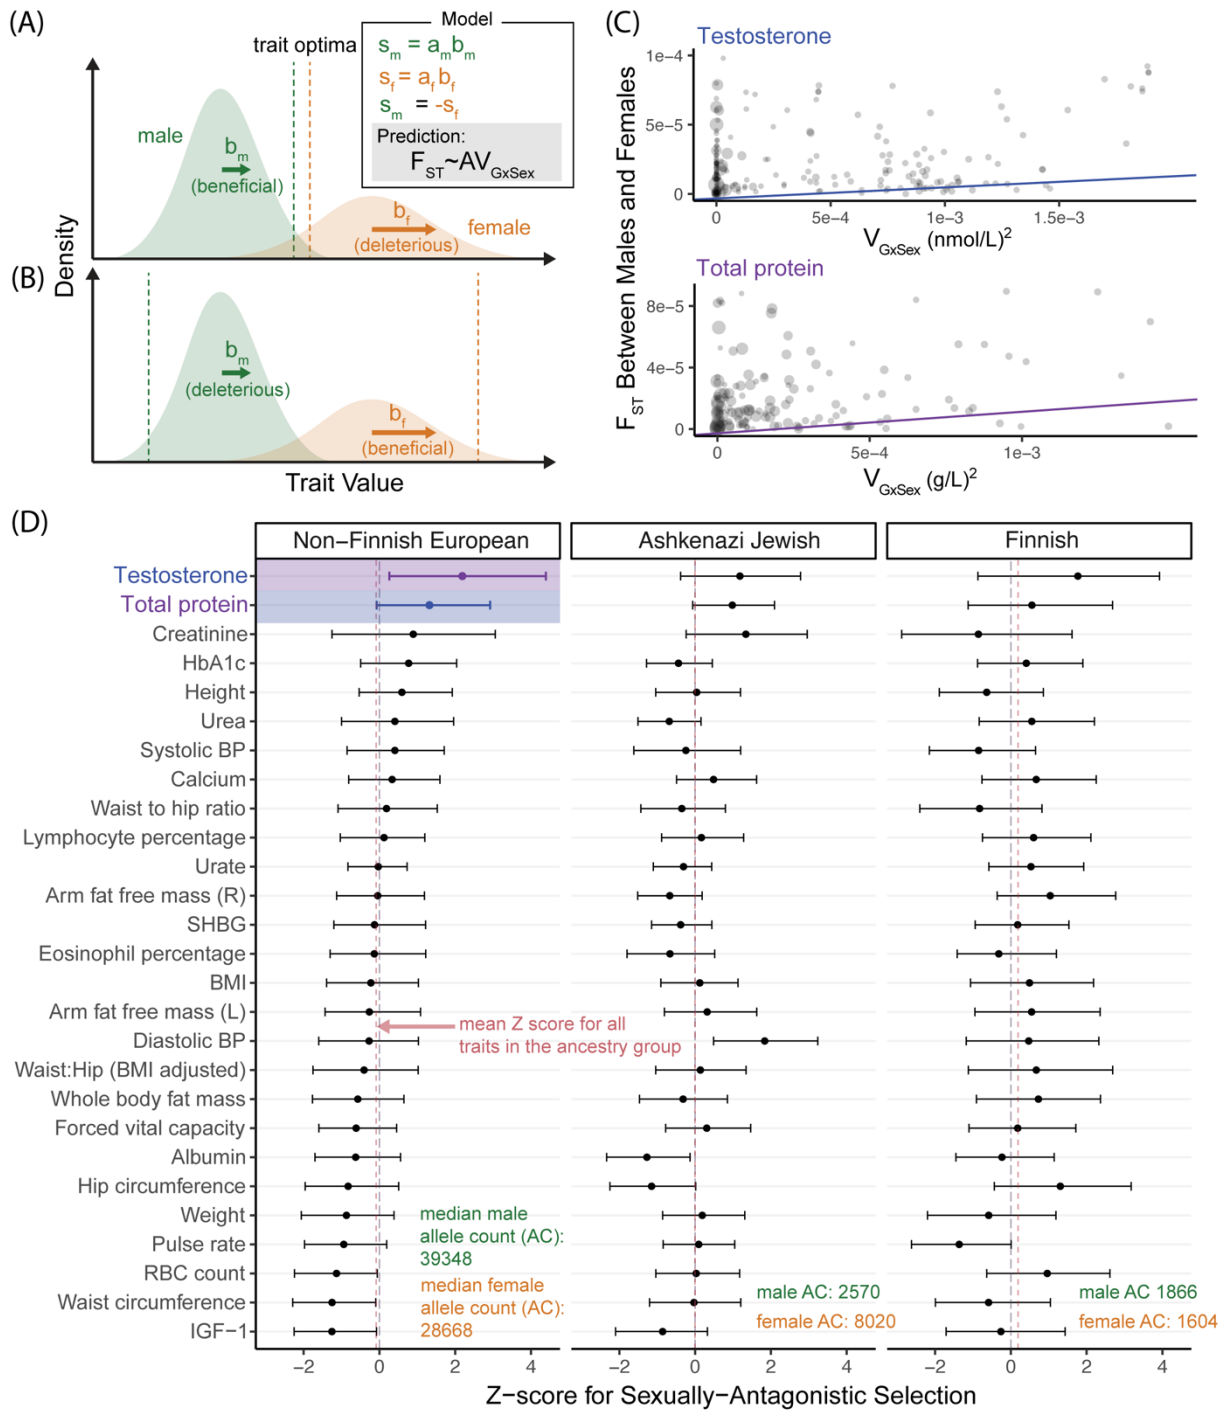 (A)
trait optima
Model
s_m = a_m b_m
s_f = a_f b_f
s_m = -s_f
Prediction:
F_ST~AV_GxSex
male
b_m
(beneficial)
b_f
(deleterious)
female
Density
(B)
b_m
(deleterious)
b_f
(beneficial)
Trait Value
(C)
Testosterone
1e-4
5e-5
0
0
5e-4
1e-3
1.5e-3
V_GxSex (nmol/L)²
Total protein
8e-5
4e-5
0
0
5e-4
1e-3
V_GxSex (g/L)²
F_ST Between Males and Females
(D)
Non-Finnish European
Ashkenazi Jewish
Finnish
Testosterone
Total protein
Creatinine
HbA1c
Height
Urea
Systolic BP
Calcium
Waist to hip ratio
Lymphocyte percentage
Urate
Arm fat free mass (R)
SHBG
Eosinophil percentage
BMI
Arm fat free mass (L)
Diastolic BP
Waist:Hip (BMI adjusted)
Whole body fat mass
Forced vital capacity
Albumin
Hip circumference
Weight
Pulse rate
RBC count
Waist circumference
IGF-1
mean Z score for all
traits in the ancestry group
median male
allele count (AC):
39348
median female
allele count (AC):
28668
male AC: 2570
female AC: 8020
male AC 1866
female AC: 1604
-2 0 2 4
-2 0 2 4
-2 0 2 4
Z-score for Sexually-Antagonistic Selection